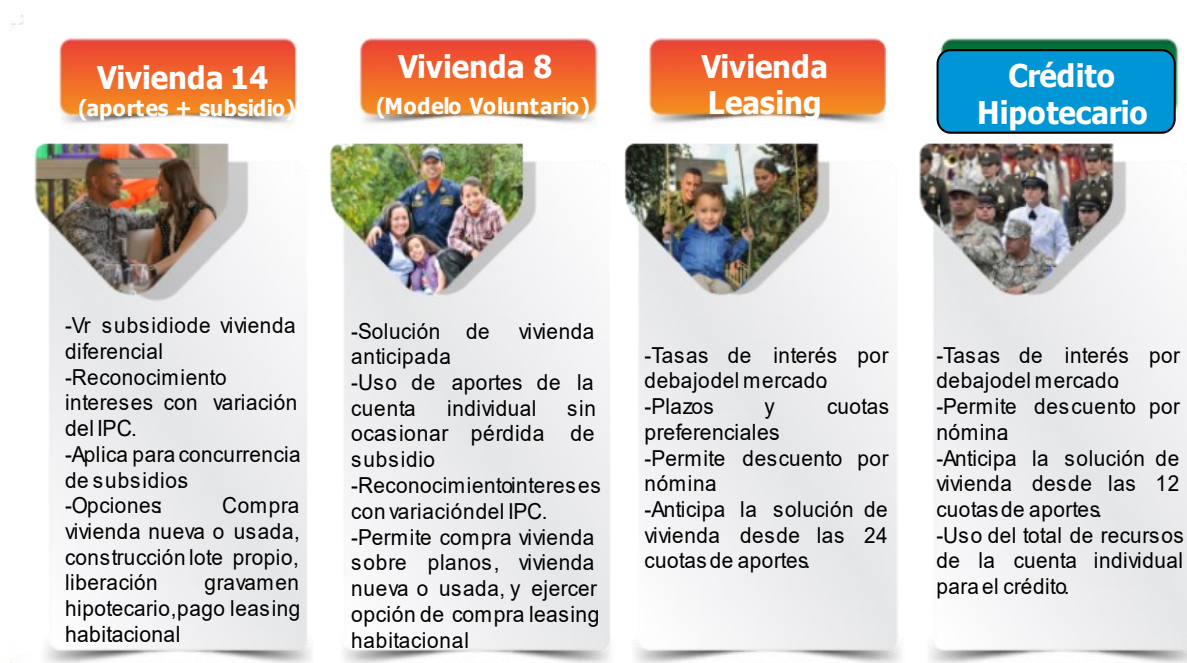 Vivienda 14
(aportes + subsidio)
-Vr subsidiode vivienda
diferencial
-Reconocimiento
intereses con variación
del IPC.
-Aplica para concurrencia
de subsidios
-Opciones: Compra
vivienda nueva o usada,
construcción lote propio,
liberación gravamen
hipotecario,pago leasing
habitacional
Vivienda 8
(Modelo Voluntario)
-Solución de vivienda
anticipada
-Uso de aportes de la
cuenta individual sin
ocasionar pérdida de
subsidio
-Reconocimientointereses
con variacióndel IPC.
-Permite compra vivienda
sobre planos, vivienda
nueva o usada, y ejercer
opción de compra leasing
habitacional
Vivienda
Leasing
-Tasas de interés por
debajodel mercado
-Plazos y cuotas
preferenciales
-Permite descuento por
nómina
-Anticipa la solución de
vivienda desde las 24
cuotas de aportes.
Crédito
Hipotecario
-Tasas de interés por
debajodel mercado.
-Permite descuento por
nómina
-Anticipa la solución de
vivienda desde las 12
cuotas de aportes.
-Uso del total de recursos
de la cuenta individual
para el crédito.